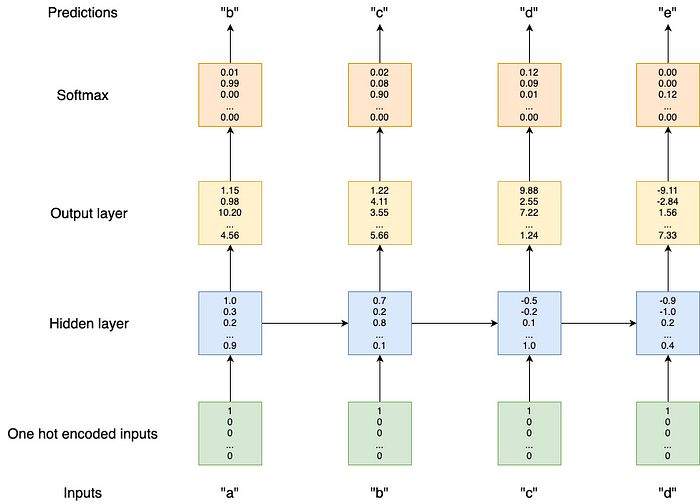 Predictions "b" "c" "d" "e"
Softmax
0.01 0.02 0.12 0.00
0.99 0.08 0.09 0.00
0.00 0.90 0.01 0.12
... ... ... ...
0.00 0.00 0.00 0.00
Output layer
1.15 1.22 9.88 -9.11
0.98 4.11 2.55 -2.84
10.20 3.55 7.22 1.56
... ... ... ...
4.56 5.66 1.24 7.33
Hidden layer
1.0 0.7 -0.5 -0.9
0.3 0.2 -0.2 -1.0
0.2 0.8 0.1 0.2
... ... ... ...
0.9 0.1 1.0 0.4
One hot encoded inputs
1 1 1 1
0 0 0 0
0 0 0 0
... ... ... ...
0 0 0 0
Inputs "a" "b" "c" "d"